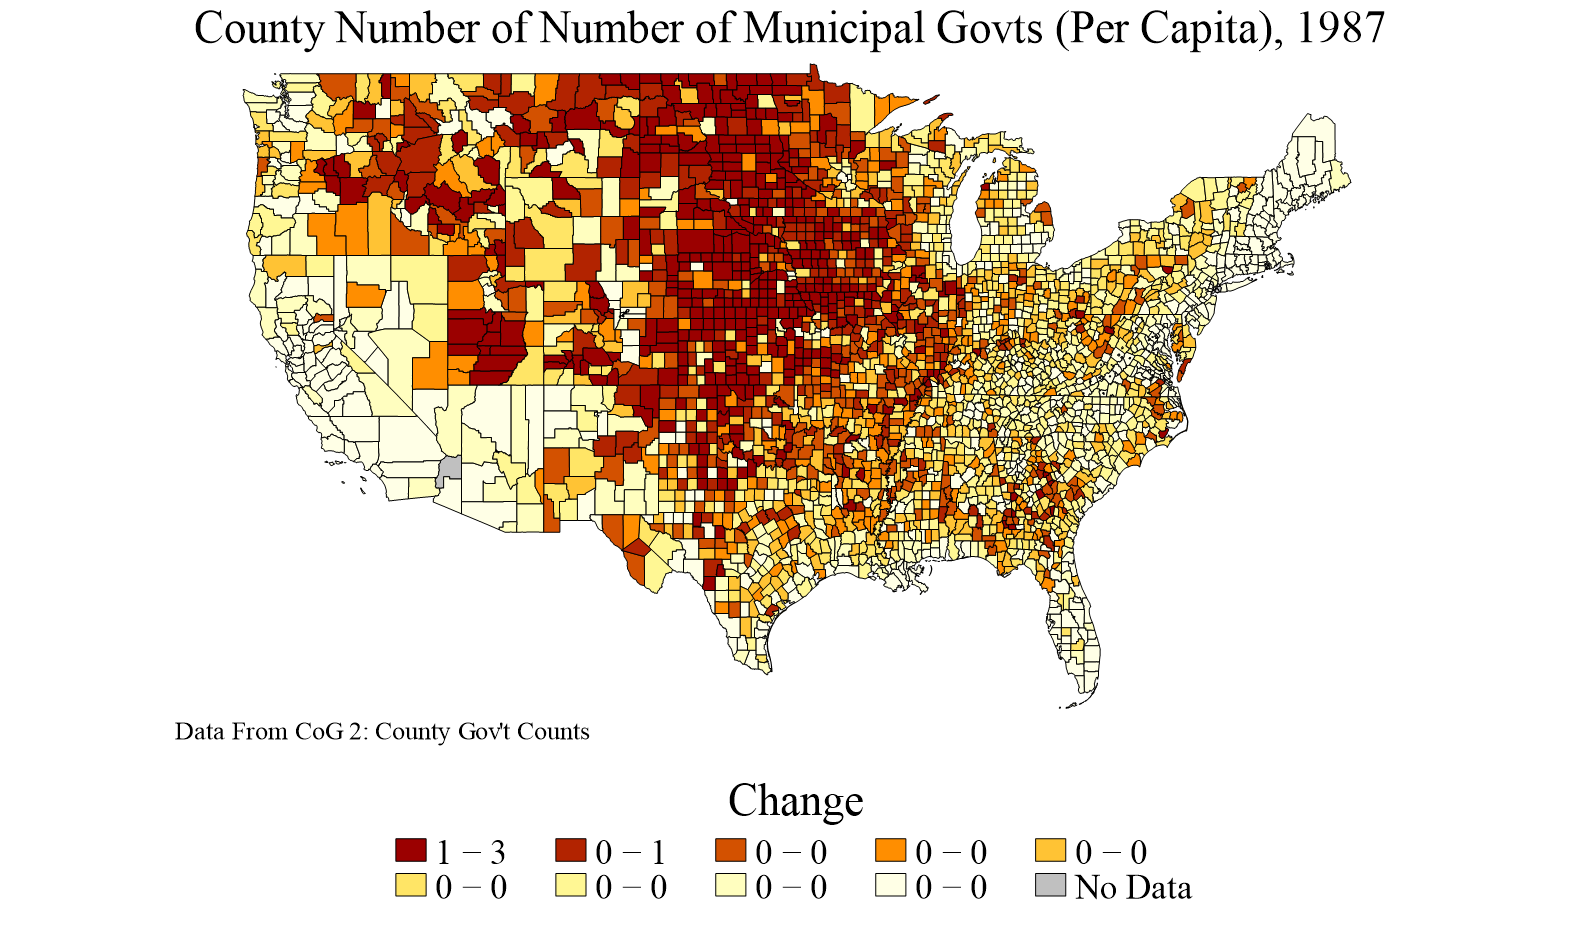 County Number of Number of Municipal Govts (Per Capita), 1987
Data From CoG 2: County Gov't Counts
Change
1 − 3 0 − 1 0 − 0 0 − 0 0 − 0
0 − 0 0 − 0 0 − 0 0 − 0 No Data